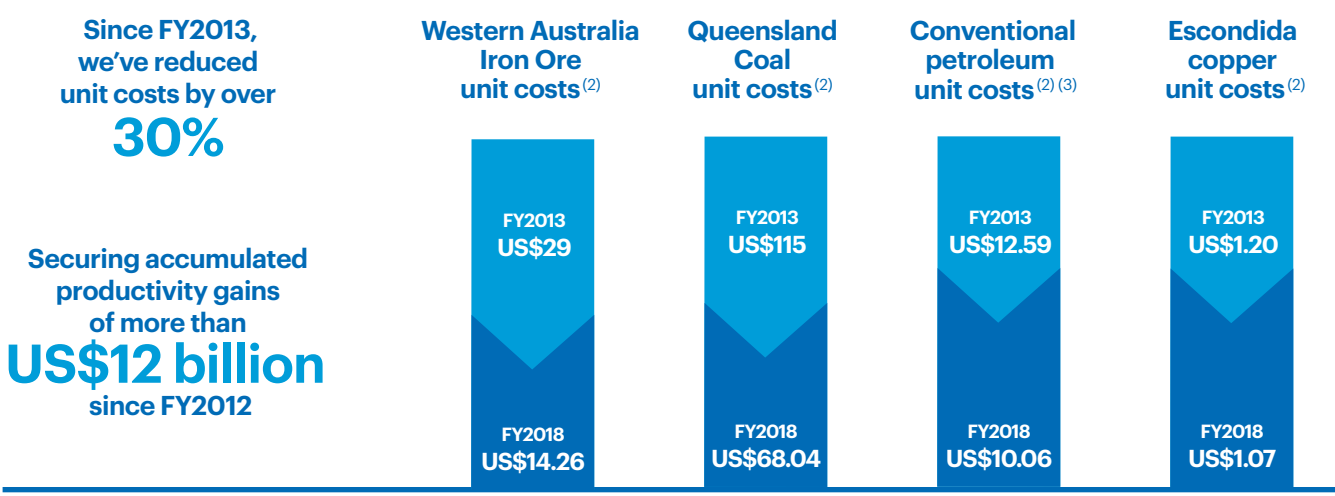 Since FY2013,
we've reduced
unit costs by over
30%
Securing accumulated
productivity gains
of more than
US$12 billion
since FY2012
Western Australia
Iron Ore
unit costs(2)
FY2013
US$29
FY2018
US$14.26
Queensland
Coal
unit costs(2)
FY2013
US$115
FY2018
US$68.04
Conventional
petroleum
unit costs(2) (3)
FY2013
US$12.59
FY2018
US$10.06
Escondida
copper
unit costs(2)
FY2013
US$1.20
FY2018
US$1.07